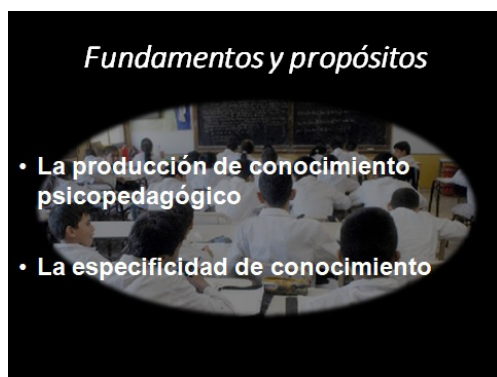 Fundamentos y propósitos
• La producción de conocimiento
psicopedagógico
• La especificidad de conocimiento